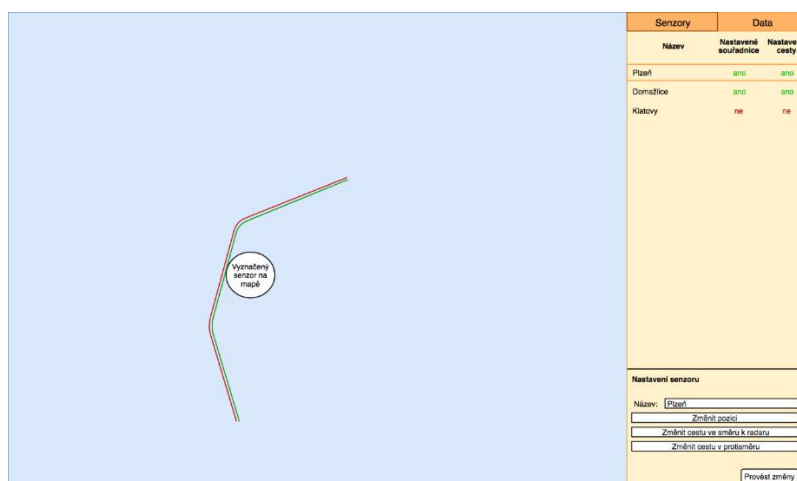 Senzory Data
Název Nastavené souřadnice Nastave cesty
Plzeň ano ano
Domažlice ano ano
Klatovy ne ne
Vyznačený
senzor na
mapě
Nastavení senzoru
Název: Plzeň
Změnit pozici
Změnit cestu ve směru k radaru
Změnit cestu v protisměru
Provést změny